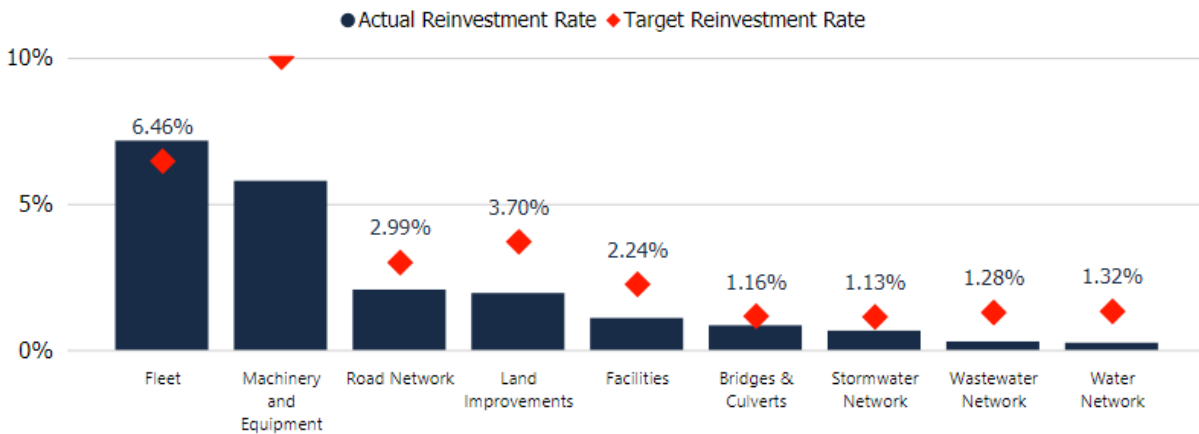 Actual Reinvestment Rate Target Reinvestment Rate
10%
6.46%
5%
3.70%
2.99%
2.24%
1.16%
1.13%
1.28%
1.32%
0%
Fleet
Machinery
and
Equipment
Road Network
Land
Improvements
Facilities
Bridges &
Culverts
Stormwater
Network
Wastewater
Network
Water
Network